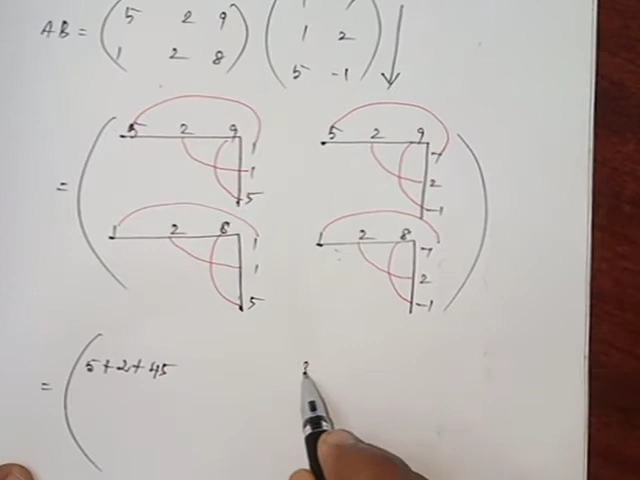 AB = ( 5 2 9 ( 1 7
1 2 8 ) 1 2
5 -1 )
= ( 5 2 9 5 2 9 )
1 7
1 2
5 -1
1 2 8 1 2 8
1 7
1 2
5 -1
= ( 5+2+45 3